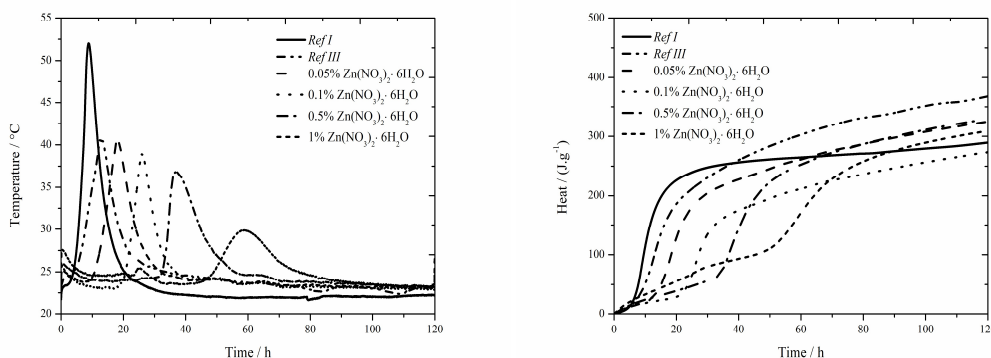 55
50
45
40
35
30
25
20
Temperature / °C
Ref I
Ref III
0.05% Zn(NO3)2· 6H2O
0.1% Zn(NO3)2· 6H2O
0.5% Zn(NO3)2· 6H2O
1% Zn(NO3)2· 6H2O
0 20 40 60 80 100 120
Time / h
500
400
300
200
100
0
Heat / (J.g-1)
Ref I
Ref III
0.05% Zn(NO3)2· 6H2O
0.1% Zn(NO3)2· 6H2O
0.5% Zn(NO3)2· 6H2O
1% Zn(NO3)2· 6H2O
0 20 40 60 80 100 120
Time / h